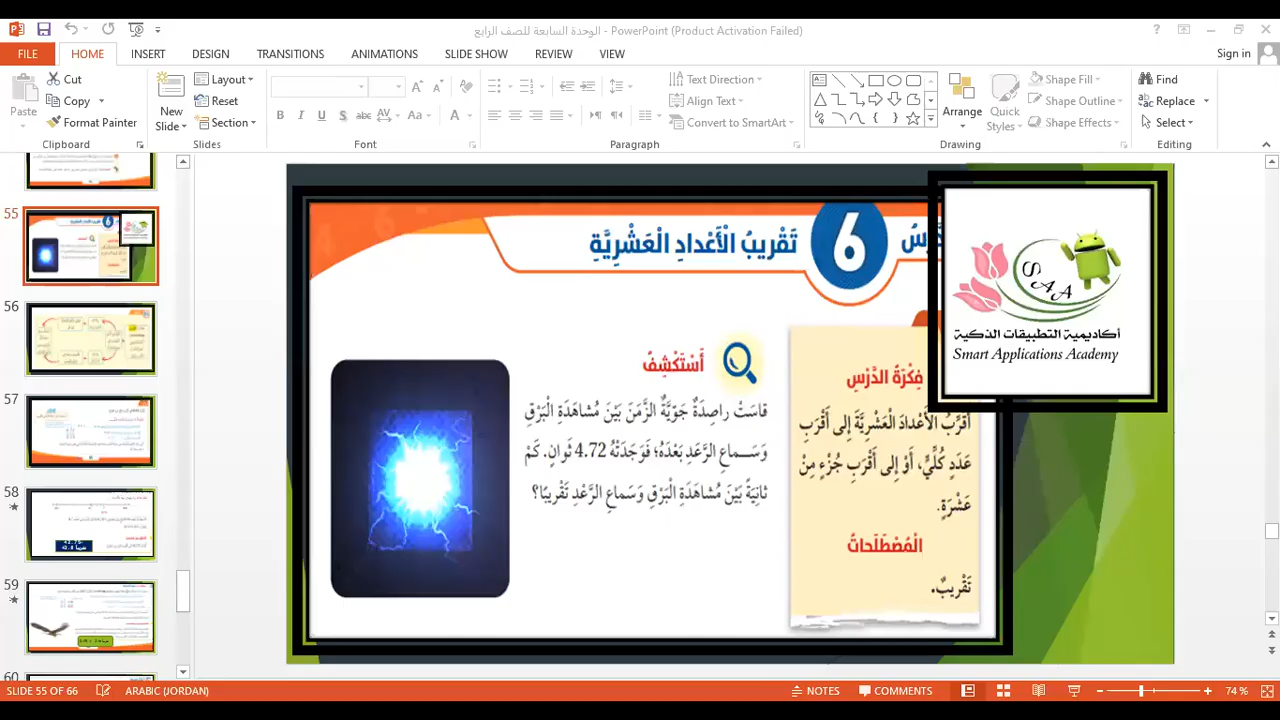 الوحدة السابعة للصف الرابع - PowerPoint (Product Activation Failed)
FILE HOME INSERT DESIGN TRANSITIONS ANIMATIONS SLIDE SHOW REVIEW VIEW Sign in
Paste
Cut
Copy
Format Painter
Clipboard
New Slide
Layout
Reset
Section
Slides
Font
Text Direction
Align Text
Convert to SmartArt
Paragraph
Arrange
Quick Styles
Shape Fill
Shape Outline
Shape Effects
Drawing
Find
Replace
Select
Editing
55
56
57
58
59
60
6 تَقْرِيبُ الْأَعْدادِ الْعَشْرِيَّةِ
SAA
أكاديمية التطبيقات الذكية
Smart Applications Academy
فِكْرَةُ الدَّرْسِ
أُقَرِّبُ الْأَعْدادَ الْعَشْرِيَّةَ إِلى أَقْرَبِ
عَدَدٍ كُلِّيٍّ، أَوْ إِلى أَقْرَبِ جُزْءٍ مِنْ
عَشْرَةٍ.
الْمُصْطَلَحاتُ
تَقْرِيبٌ.
أَسْتَكْشِفُ
قاسَتْ راصِدَةٌ جَوِّيَّةٌ الزَّمَنَ بَيْنَ مُشاهَدَةِ الْبَرْقِ
وَسَماعِ الرَّعْدِ بَعْدَهُ؛ فَوَجَدَتْهُ 4.72 ثَوانٍ. كَمْ
ثانِيَةً بَيْنَ مُشاهَدَةِ الْبَرْقِ وَسَماعِ الرَّعْدِ تَقْرِيبًا؟
SLIDE 55 OF 66 ARABIC (JORDAN) NOTES COMMENTS 74 %